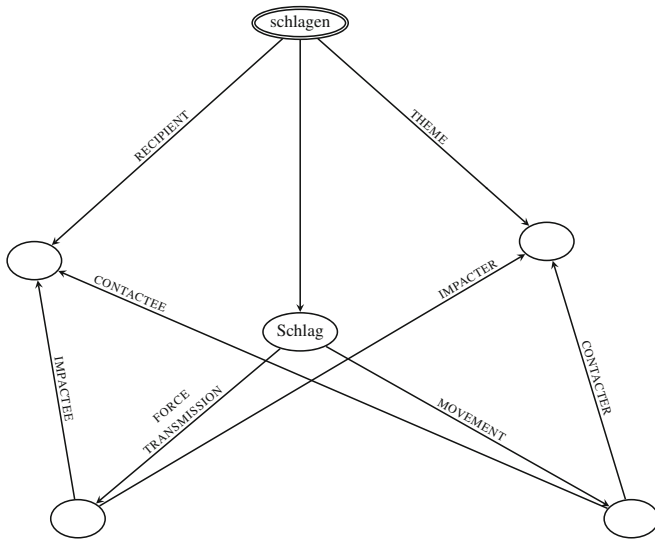 schlagen
RECIPIENT
THEME
CONTACTEE
IMPACTER
Schlag
IMPACTEE
FORCE
TRANSMISSION
MOVEMENT
CONTACTER